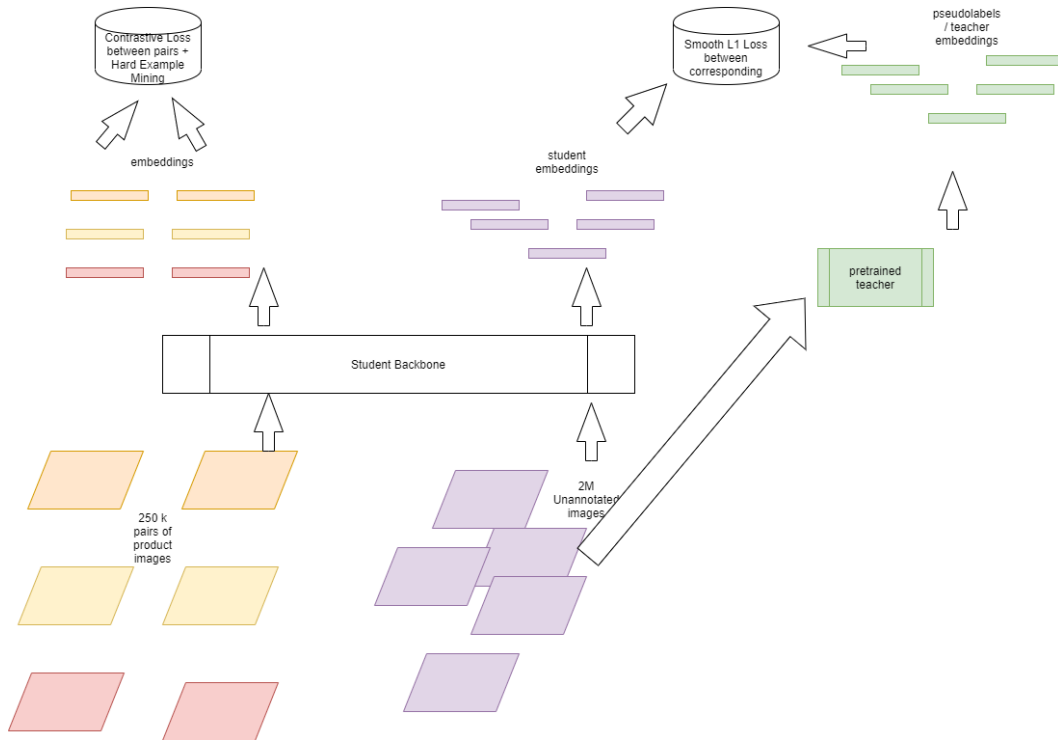 Contrastive Loss
between pairs +
Hard Example
Mining
embeddings
Smooth L1 Loss
between
corresponding
pseudolabels
/ teacher
embeddings
student
embeddings
pretrained
teacher
Student Backbone
250 k
pairs of
product
images
2M
Unannotated
images